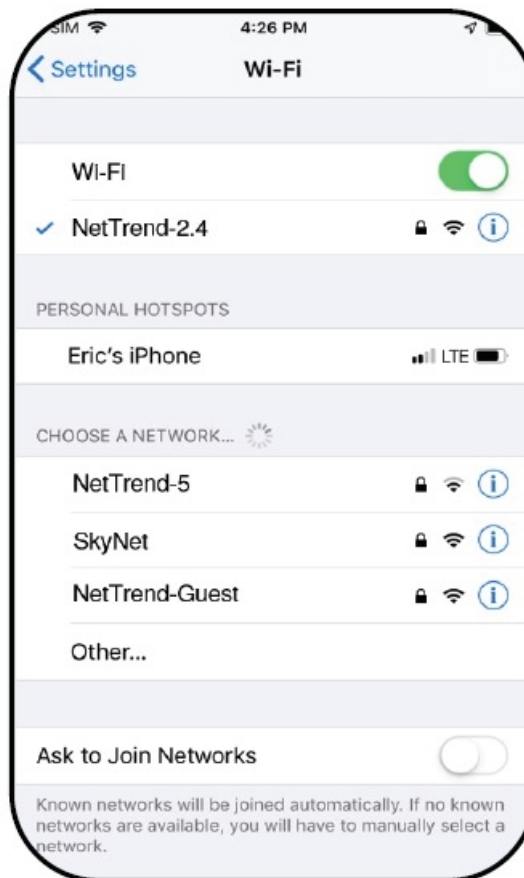 SIM 4:26 PM
Settings Wi-Fi
Wi-Fi
NetTrend-2.4
PERSONAL HOTSPOTS
Eric's iPhone LTE
CHOOSE A NETWORK...
NetTrend-5
SkyNet
NetTrend-Guest
Other...
Ask to Join Networks
Known networks will be joined automatically. If no known
networks are available, you will have to manually select a
network.